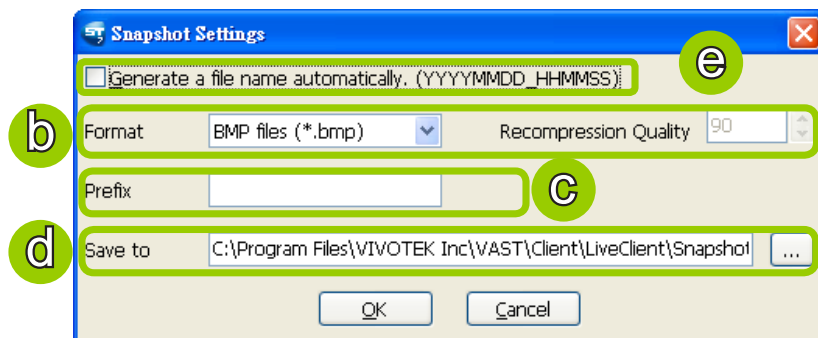 Snapshot Settings
e
Generate a file name automatically. (YYYYMMDD_HHMMSS)
b
Format BMP files (*.bmp) Recompression Quality 90
Prefix
c
d
Save to C:\Program Files\VIVOTEK Inc\VAST\Client\LiveClient\Snapshot ...
OK Cancel